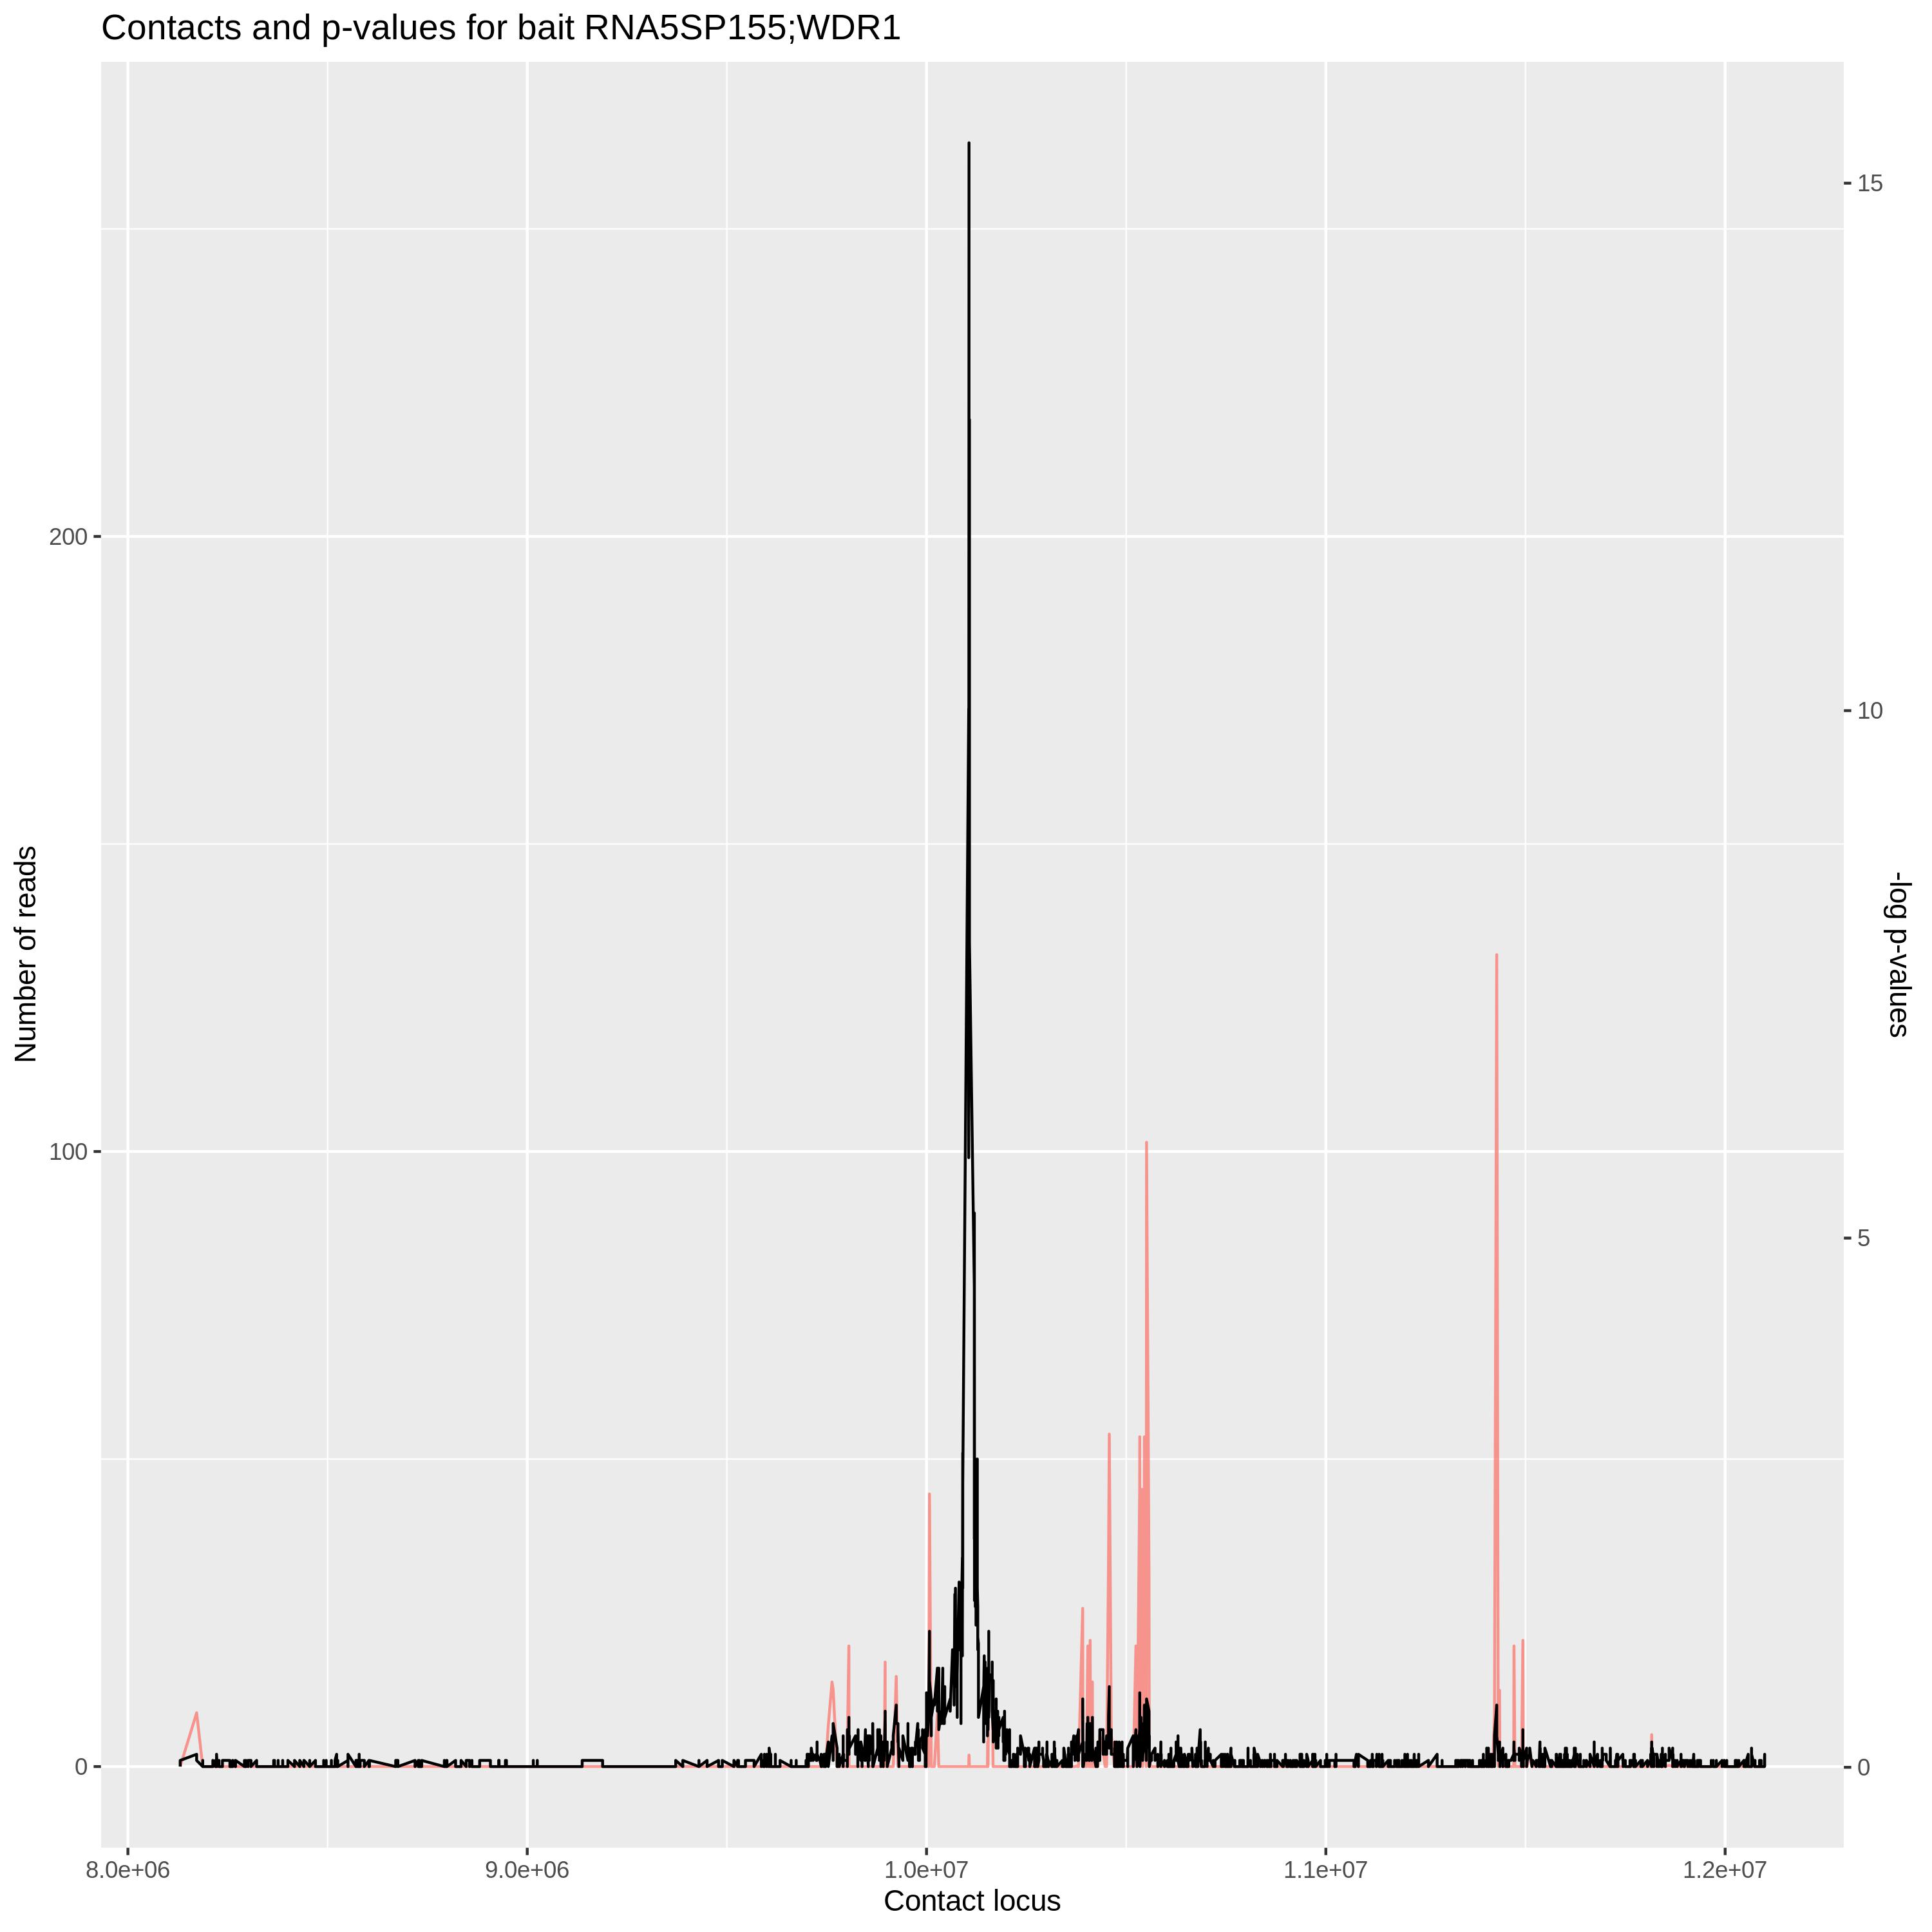 Contacts and p-values for bait RNA5SP155;WDR1
15
200
10
Number of reads
-log p-values
100
5
0
0
8.0e+06
9.0e+06
1.0e+07
1.1e+07
1.2e+07
Contact locus